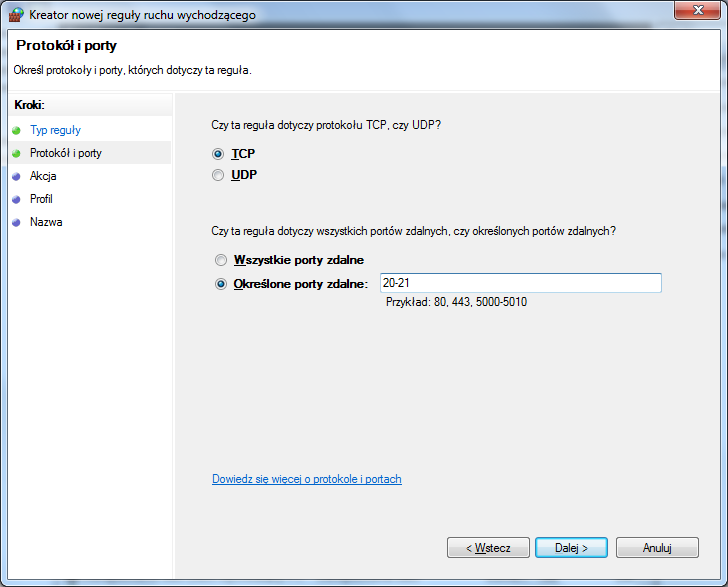 Kreator nowej reguły ruchu wychodzącego
Protokół i porty
Określ protokoły i porty, których dotyczy ta reguła.
Kroki:
Typ reguły
Protokół i porty
Akcja
Profil
Nazwa
Czy ta reguła dotyczy protokołu TCP, czy UDP?
TCP
UDP
Czy ta reguła dotyczy wszystkich portów zdalnych, czy określonych portów zdalnych?
Wszystkie porty zdalne
Określone porty zdalne: 20-21
Przykład: 80, 443, 5000-5010
Dowiedz się więcej o protokole i portach
< Wstecz Dalej > Anuluj